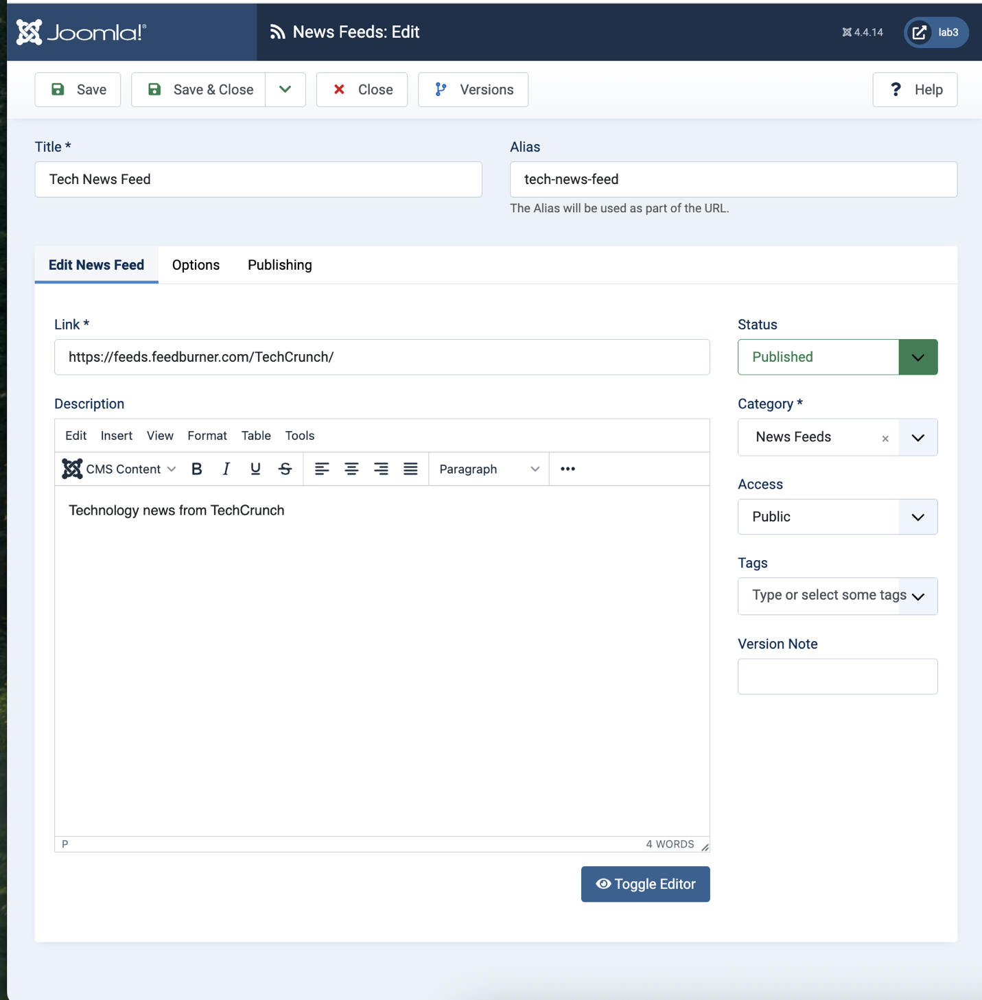 Joomla!®
News Feeds: Edit
4.4.14
lab3
Save
Save & Close
Close
Versions
? Help
Title *
Alias
Tech News Feed
tech-news-feed
The Alias will be used as part of the URL.
Edit News Feed
Options
Publishing
Link *
https://feeds.feedburner.com/TechCrunch/
Status
Published
Description
Category *
Edit Insert View Format Table Tools
News Feeds ×
CMS Content B I U S Paragraph •••
Technology news from TechCrunch
Access
Public
Tags
Type or select some tags
Version Note
P
4 WORDS
Toggle Editor